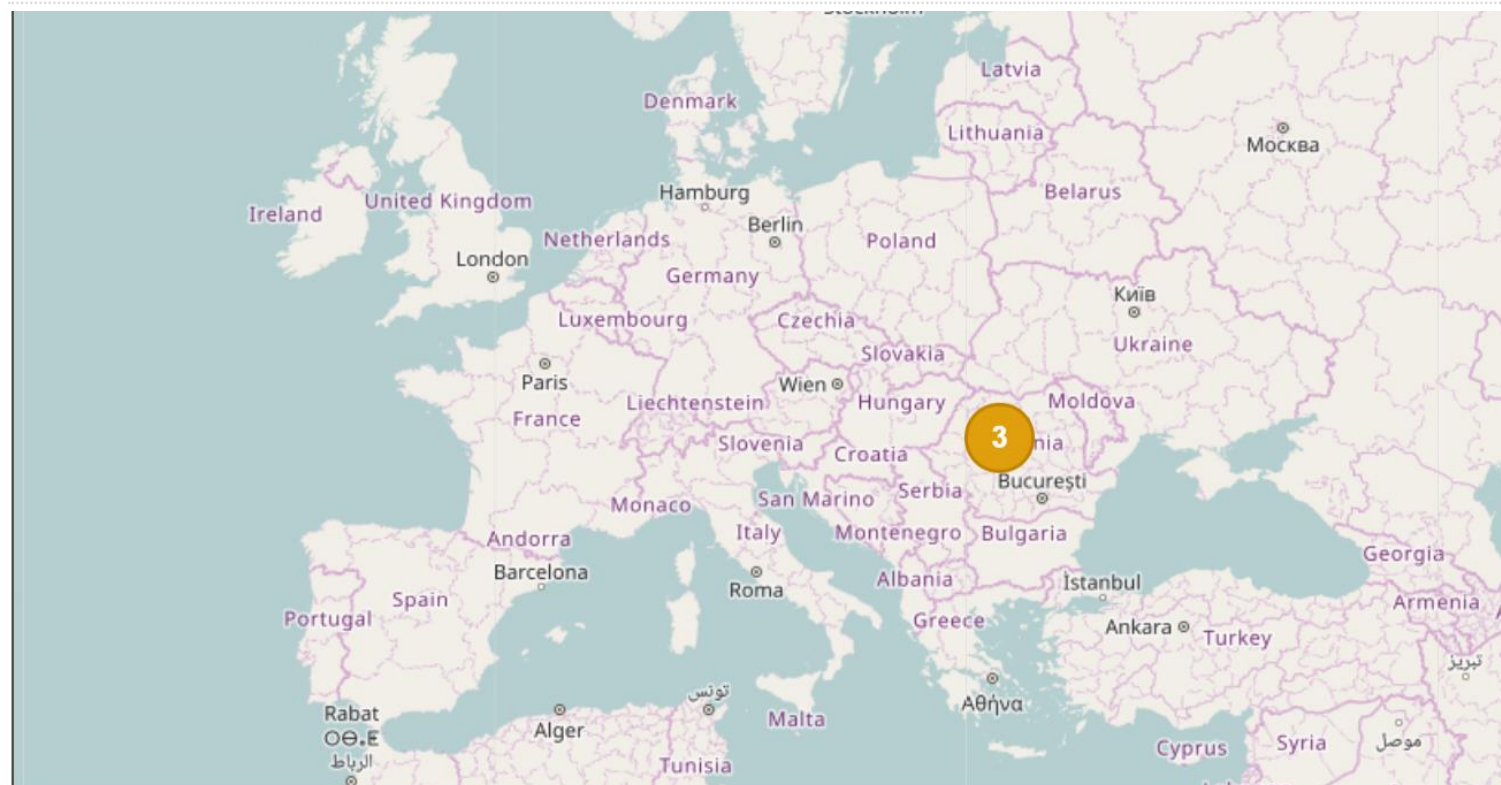 Latvia
Denmark
Lithuania
Москва
Hamburg
Belarus
United Kingdom
Ireland
Berlin
Netherlands
Poland
London
Germany
Київ
Luxembourg
Czechia
Ukraine
Slovakia
Paris
Wien
Liechtenstein
Hungary
Moldova
France
3
nia
Slovenia
Croatia
București
Serbia
San Marino
Monaco
Italy
Montenegro
Bulgaria
Andorra
Georgia
Barcelona
Albania
İstanbul
Roma
Spain
Armenia
Portugal
Greece
Ankara
Turkey
تبريز
تونس
Αθήνα
Rabat
ⵔⴱⴰⵟ
الرباط
Malta
Alger
Cyprus
Syria
موصل
Tunisia